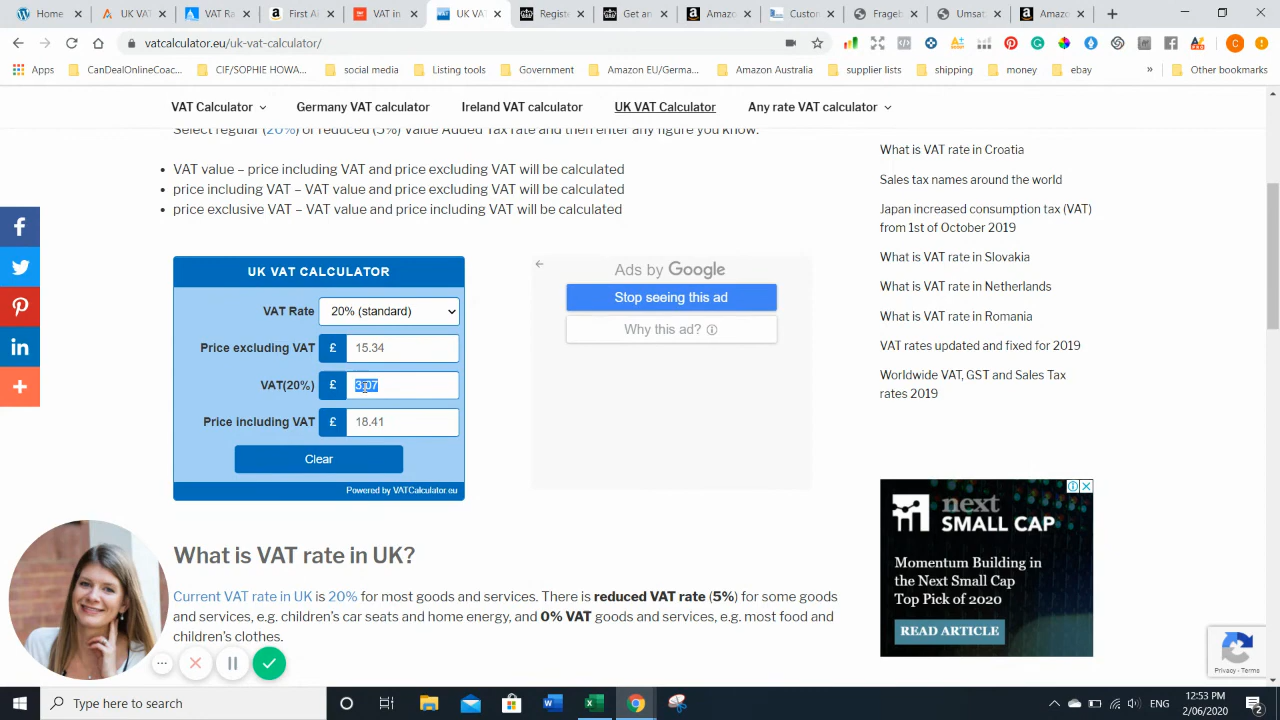 Home
UK VAT
VAT Ra
First Al
VAT in
UK VAT
Registe
Get an
Amazo
Custom
Frageb
Umsat
Amazo
vatcalculator.eu/uk-vat-calculator/
C
Apps
CanDealOnlineCoac...
CIF/SOPHIE HOWA...
social media
Listing tools
Government
Amazon EU/Germa...
Amazon Australia
supplier lists
shipping
money
ebay
»
Other bookmarks
VAT Calculator
Germany VAT calculator
Ireland VAT calculator
UK VAT Calculator
Any rate VAT calculator
Select regular (20%) or reduced (5%) Value Added Tax rate and then enter any figure you know.
• VAT value – price including VAT and price excluding VAT will be calculated
• price including VAT – VAT value and price excluding VAT will be calculated
• price exclusive VAT – VAT value and price including VAT will be calculated
UK VAT CALCULATOR
VAT Rate 20% (standard)
Price excluding VAT £ 15.34
VAT(20%) £ 3.07
Price including VAT £ 18.41
Clear
Powered by VATCalculator.eu
Ads by Google
Stop seeing this ad
Why this ad?
What is VAT rate in Croatia
Sales tax names around the world
Japan increased consumption tax (VAT)
from 1st of October 2019
What is VAT rate in Slovakia
What is VAT rate in Netherlands
What is VAT rate in Romania
VAT rates updated and fixed for 2019
Worldwide VAT, GST and Sales Tax
rates 2019
next
SMALL CAP
Momentum Building in
the Next Small Cap
Top Pick of 2020
READ ARTICLE
What is VAT rate in UK?
Current VAT rate in UK is 20% for most goods and services. There is reduced VAT rate (5%) for some goods
and services, e.g. children's car seats and home energy, and 0% VAT goods and services, e.g. most food and
children's clothes.
Privacy - Terms
Type here to search
ENG
12:53 PM
2/06/2020
2